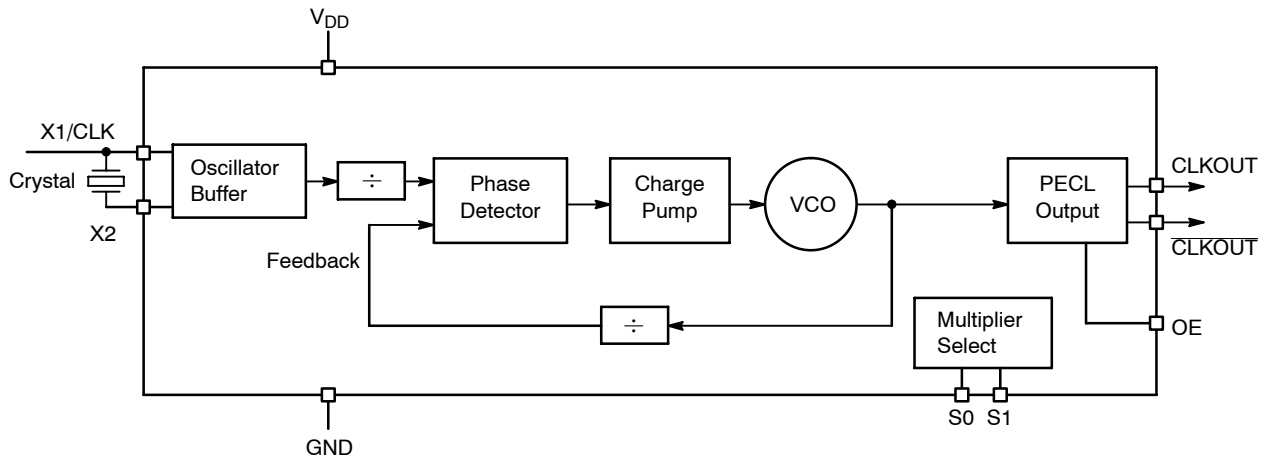 VDD
X1/CLK
Crystal
X2
Oscillator
Buffer
÷
Phase
Detector
Charge
Pump
VCO
PECL
Output
CLKOUT
CLKOUT
Feedback
÷
Multiplier
Select
OE
S0 S1
GND